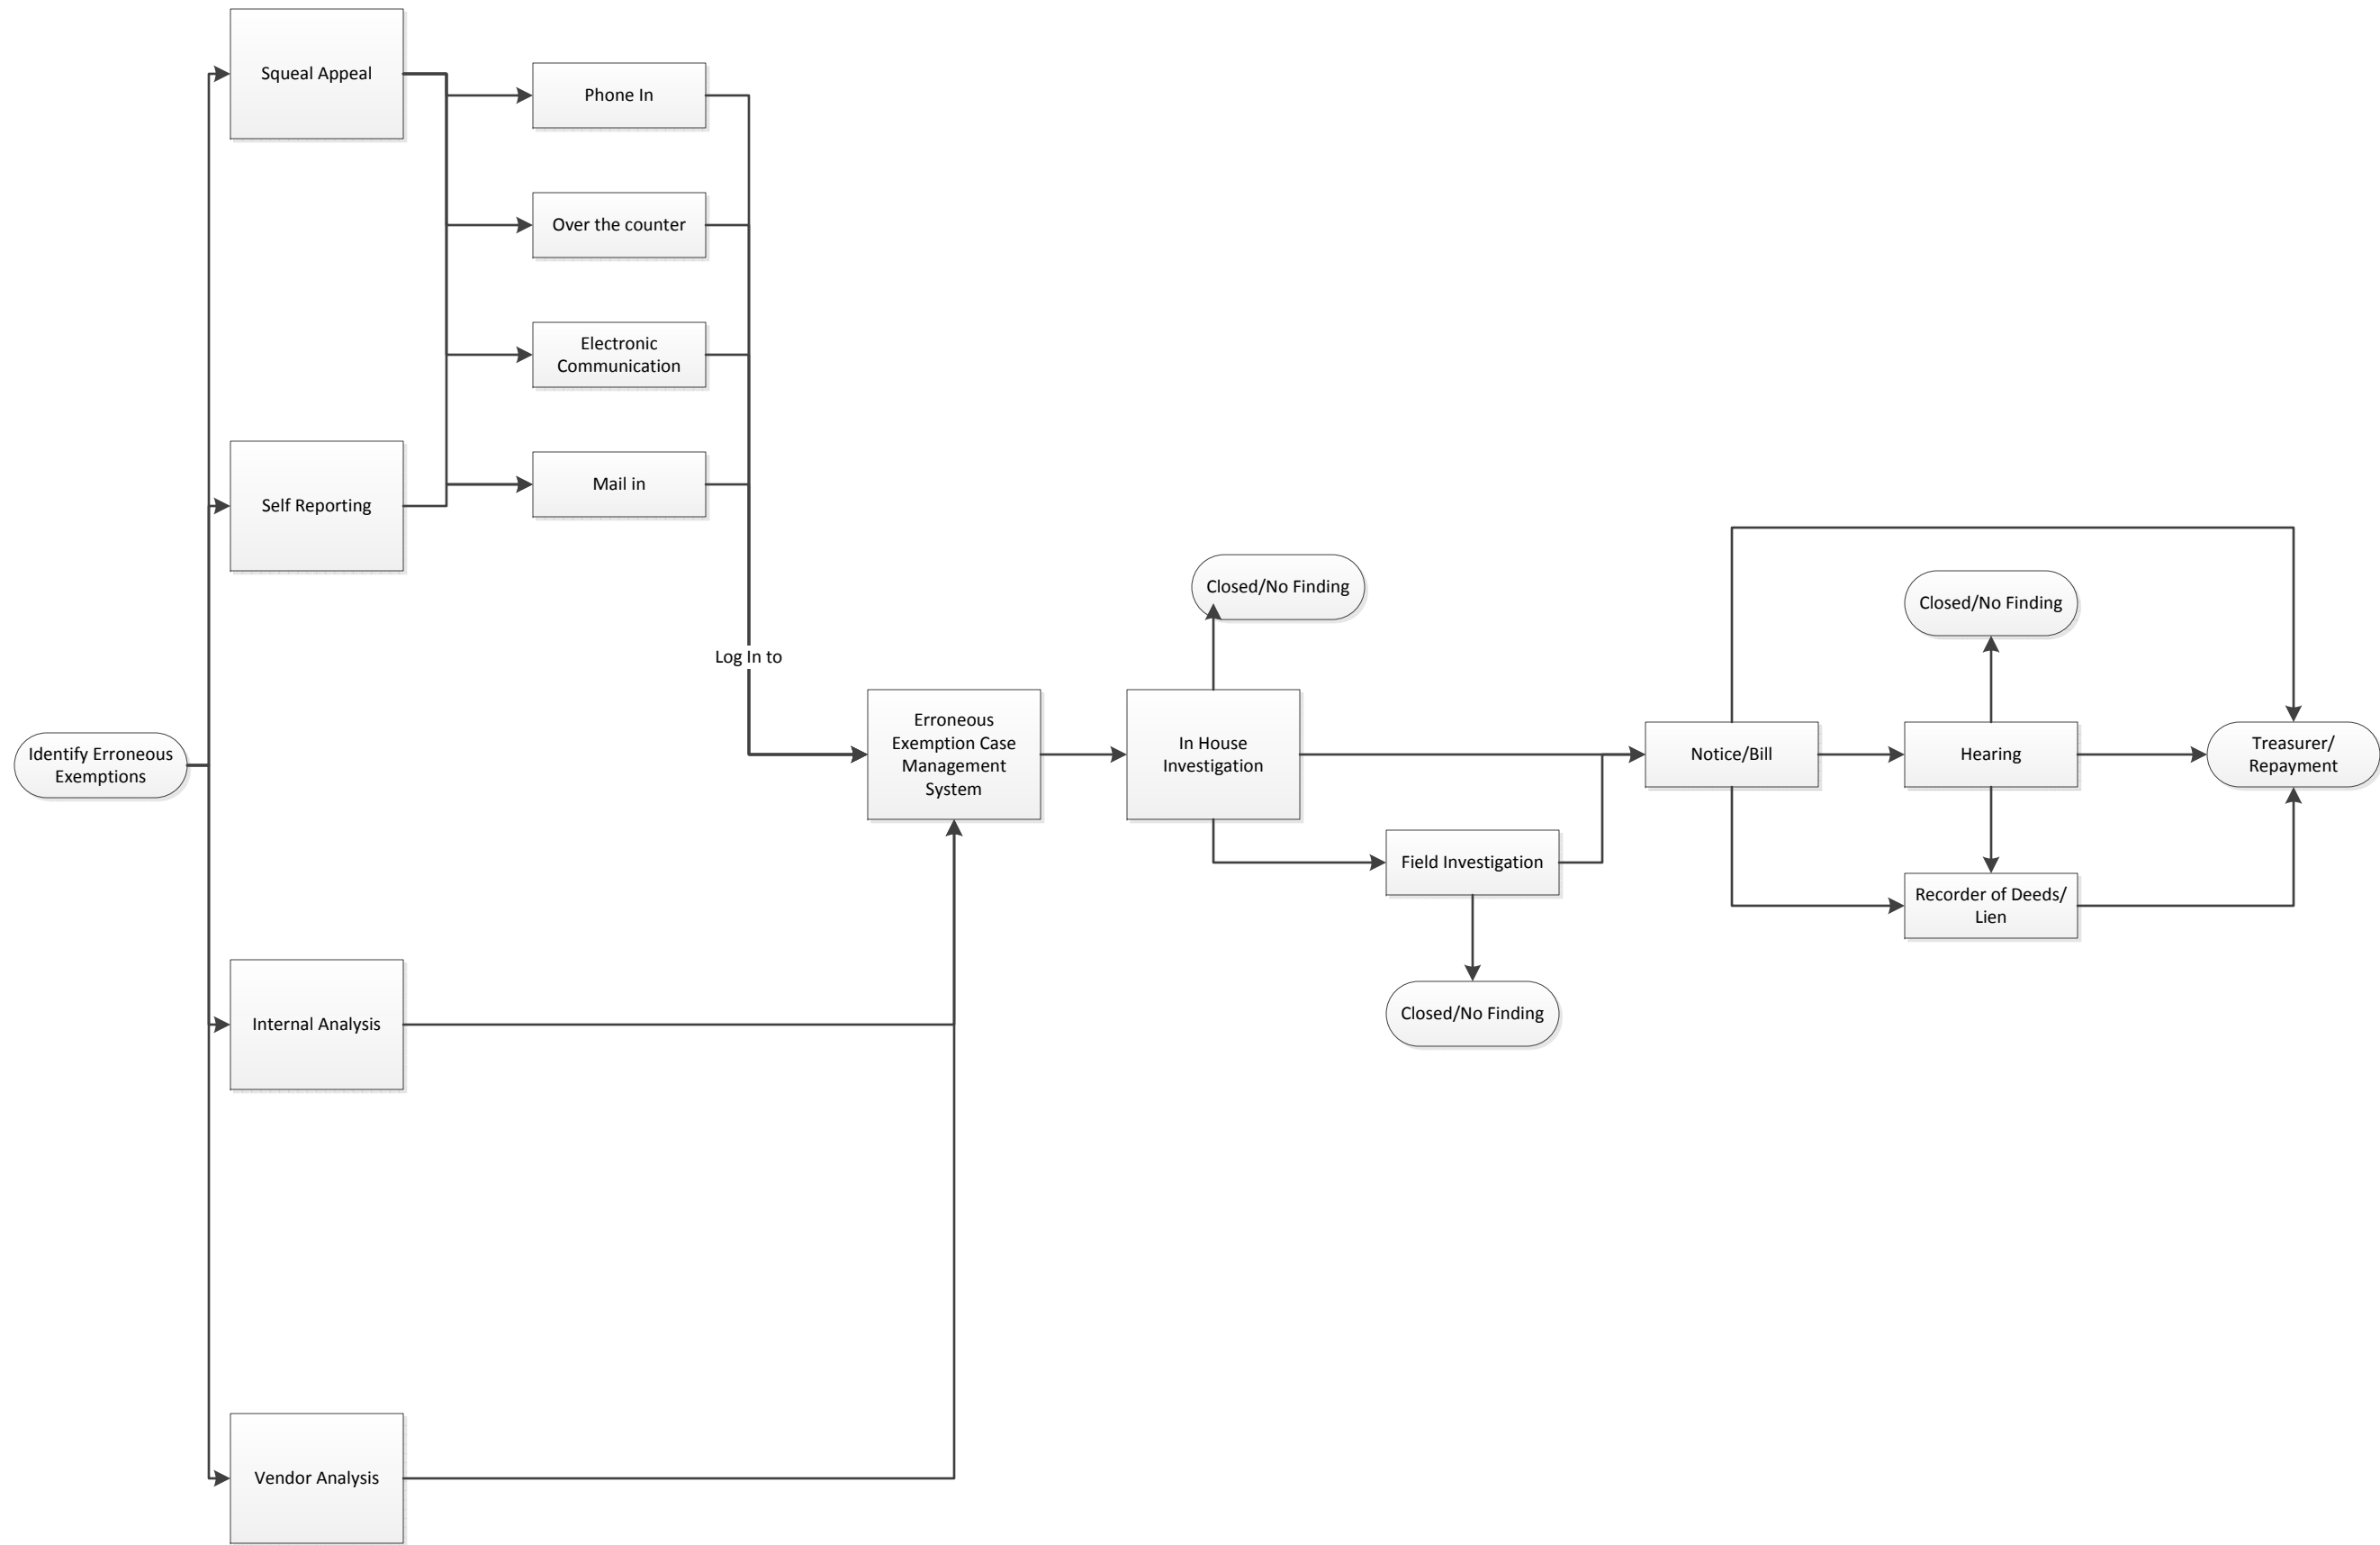 Squeal Appeal
Phone In
Over the counter
Electronic
Communication
Self Reporting
Mail in
Log In to
Identify Erroneous
Exemptions
Erroneous
Exemption Case
Management
System
Closed/No Finding
In House
Investigation
Field Investigation
Closed/No Finding
Notice/Bill
Closed/No Finding
Hearing
Recorder of Deeds/
Lien
Treasurer/
Repayment
Internal Analysis
Vendor Analysis